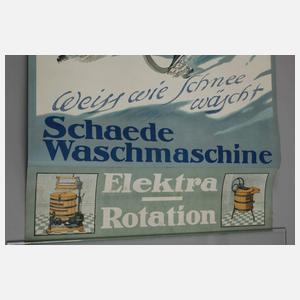 Weiss wie Schnee
wäscht
Schaede
Waschmaschine
Elektra
Rotation